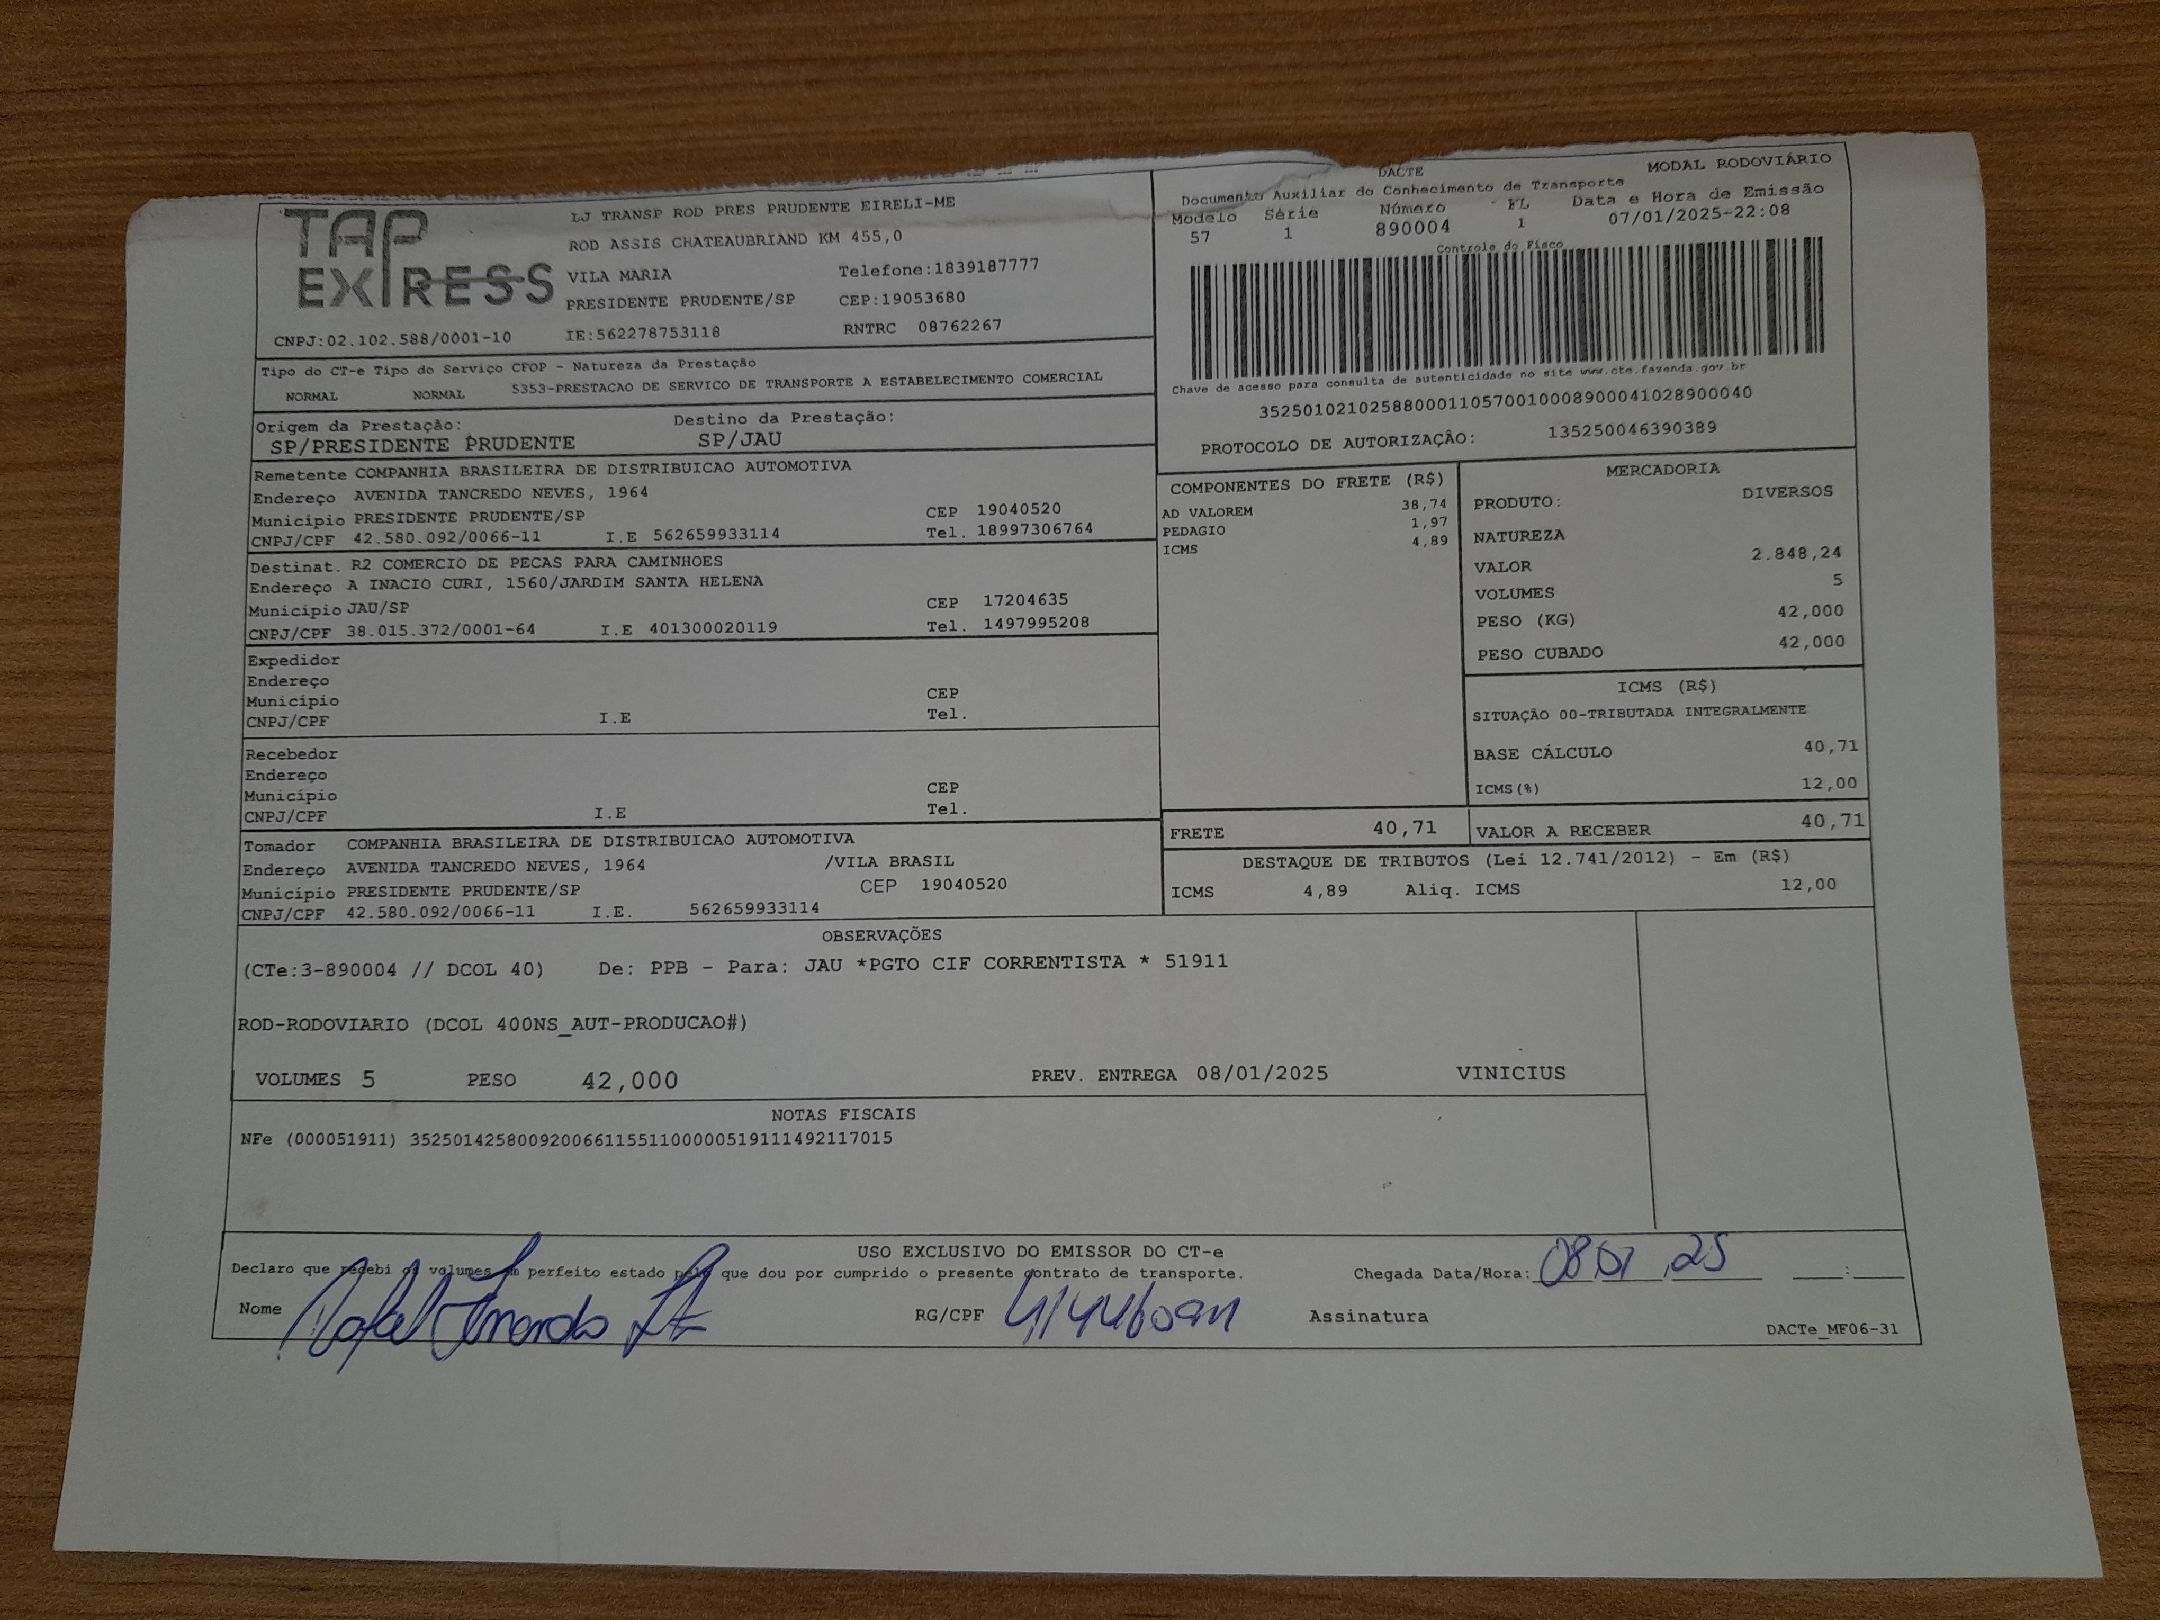 TAP
EXPRESS
LJ TRANSP ROD PRES PRUDENTE EIRELI-ME
ROD ASSIS CHATEAUBRIAND KM 455,0
VILA MARIA Telefone:1839187777
PRESIDENTE PRUDENTE/SP CEP:19053680
CNPJ:02.102.588/0001-10 IE:562278753118 RNTRC 08762267
DACTE MODAL RODOVIÁRIO
Documento Auxiliar do Conhecimento de Transporte
Modelo Série Número FL Data e Hora de Emissão
57 1 890004 1 07/01/2025-22:08
Controle do Fisco
Chave de acesso para consulta de autenticidade no site www.cte.fazenda.gov.br
35250102102588000110570010008900041028900040
PROTOCOLO DE AUTORIZAÇÃO: 135250046390389
Tipo do CT-e Tipo do Serviço CFOP - Natureza da Prestação
NORMAL NORMAL 5353-PRESTACAO DE SERVICO DE TRANSPORTE A ESTABELECIMENTO COMERCIAL
Origem da Prestação: Destino da Prestação:
SP/PRESIDENTE PRUDENTE SP/JAU
Remetente COMPANHIA BRASILEIRA DE DISTRIBUICAO AUTOMOTIVA
Endereço AVENIDA TANCREDO NEVES, 1964
Município PRESIDENTE PRUDENTE/SP CEP 19040520
CNPJ/CPF 42.580.092/0066-11 I.E 562659933114 Tel. 18997306764
Destinat. R2 COMERCIO DE PECAS PARA CAMINHOES
Endereço A INACIO CURI, 1560/JARDIM SANTA HELENA
Município JAU/SP CEP 17204635
CNPJ/CPF 38.015.372/0001-64 I.E 401300020119 Tel. 1497995208
Expedidor
Endereço
Município CEP
CNPJ/CPF I.E Tel.
Recebedor
Endereço
Município CEP
CNPJ/CPF I.E Tel.
Tomador COMPANHIA BRASILEIRA DE DISTRIBUICAO AUTOMOTIVA
Endereço AVENIDA TANCREDO NEVES, 1964 /VILA BRASIL
Município PRESIDENTE PRUDENTE/SP CEP 19040520
CNPJ/CPF 42.580.092/0066-11 I.E. 562659933114
COMPONENTES DO FRETE (R$)
AD VALOREM 38,74
PEDAGIO 1,97
ICMS 4,89
MERCADORIA
PRODUTO: DIVERSOS
NATUREZA
VALOR 2.848,24
VOLUMES 5
PESO (KG) 42,000
PESO CUBADO 42,000
ICMS (R$)
SITUAÇÃO 00-TRIBUTADA INTEGRALMENTE
BASE CÁLCULO 40,71
ICMS(%) 12,00
FRETE 40,71 VALOR A RECEBER 40,71
DESTAQUE DE TRIBUTOS (Lei 12.741/2012) - Em (R$)
ICMS 4,89 Aliq. ICMS 12,00
OBSERVAÇÕES
(CTe:3-890004 // DCOL 40) De: PPB - Para: JAU *PGTO CIF CORRENTISTA * 51911
ROD-RODOVIARIO (DCOL 400NS_AUT-PRODUCAO#)
VOLUMES 5 PESO 42,000 PREV. ENTREGA 08/01/2025 VINICIUS
NOTAS FISCAIS
NFe (000051911) 35250142580092006611551100000519111492117015
USO EXCLUSIVO DO EMISSOR DO CT-e
Declaro que recebi os volumes em perfeito estado pelo que dou por cumprido o presente contrato de transporte. Chegada Data/Hora: 08 01 25 :
Nome Rafael RG/CPF Assinatura
DACTe_MF06-31